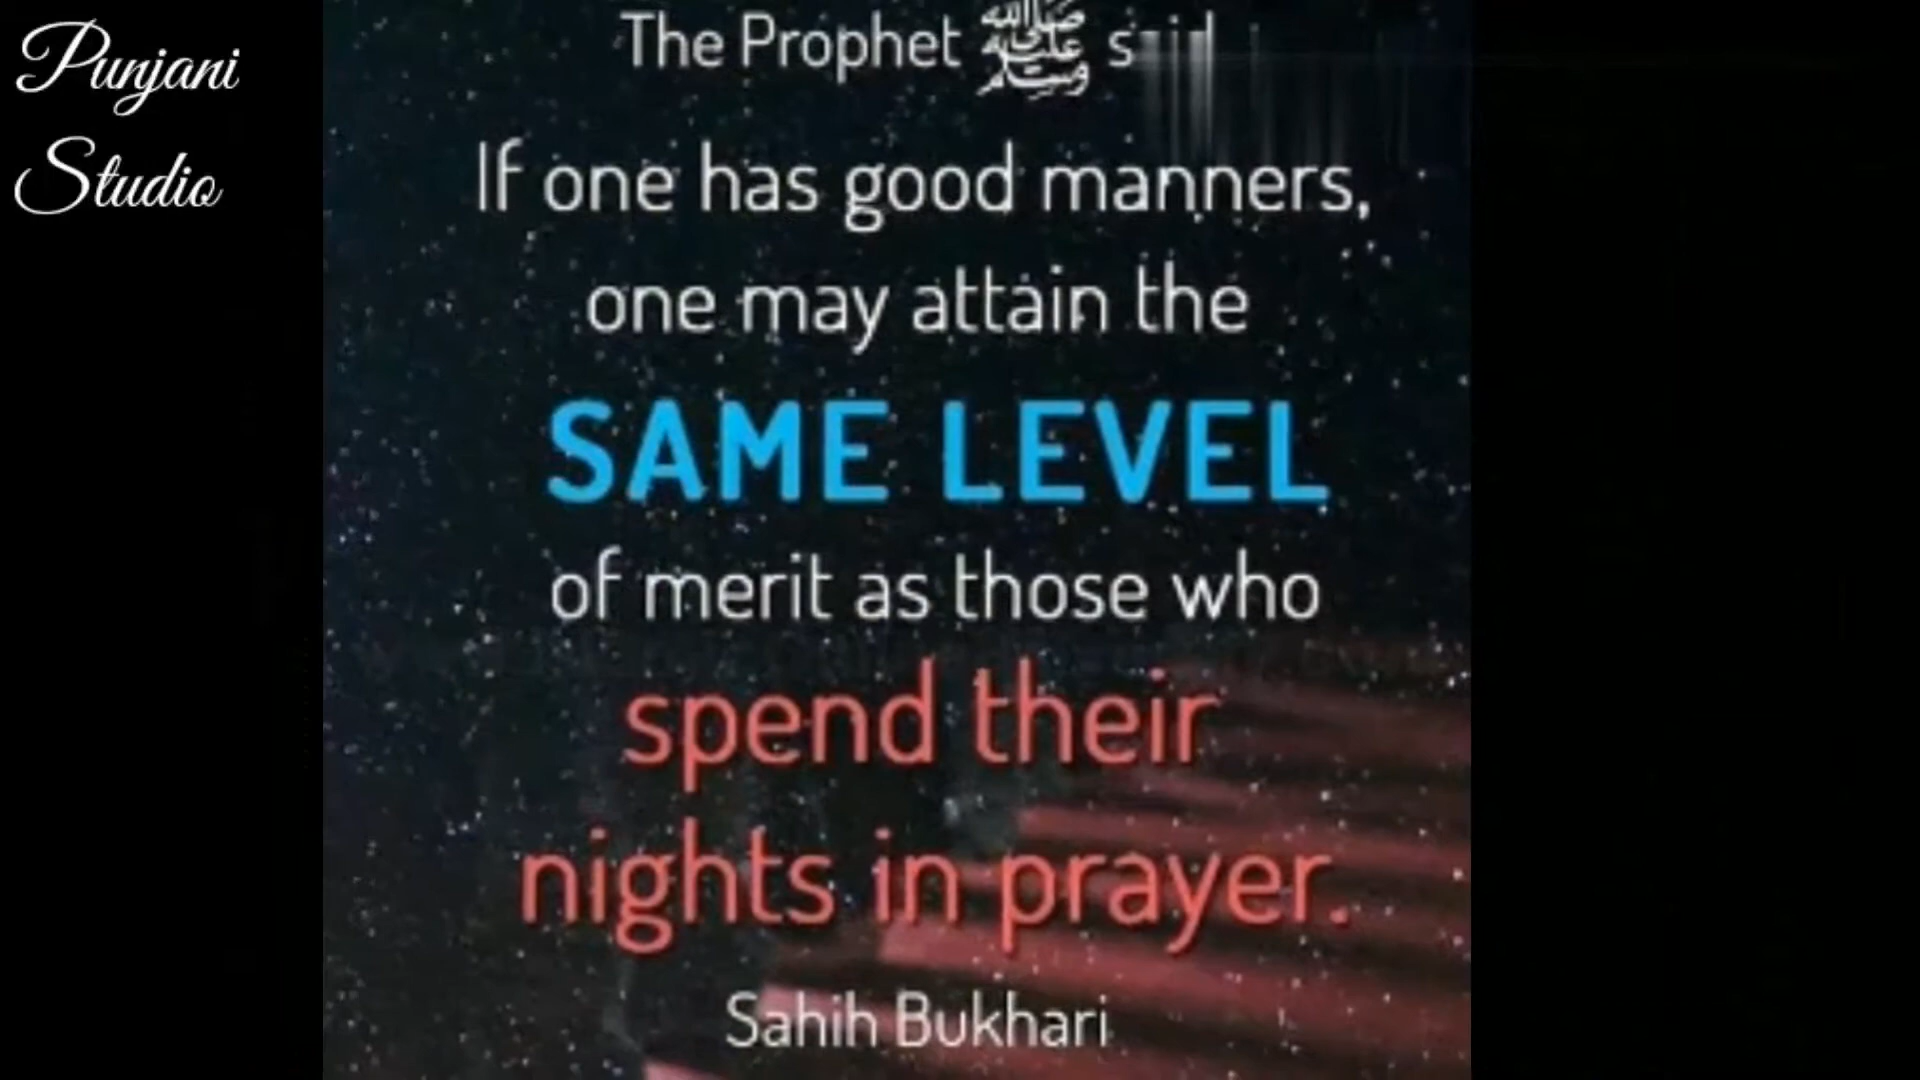 Punjani
Studio
The Prophet ﷺ said
If one has good manners,
one may attain the
SAME LEVEL
of merit as those who
spend their
nights in prayer.
Sahih Bukhari